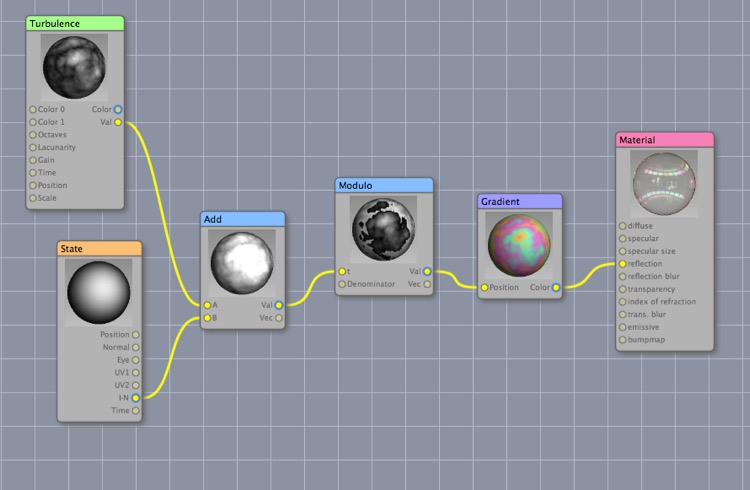 Turbulence
Color 0 Color
Color 1 Val
Octaves
Lacunarity
Gain
Time
Position
Scale
State
Position
Normal
Eye
UV1
UV2
I·N
Time
Add
A Val
B Vec
Modulo
t Val
Denominator Vec
Gradient
Position Color
Material
diffuse
specular
specular size
reflection
reflection blur
transparency
index of refraction
trans. blur
emissive
bumpmap